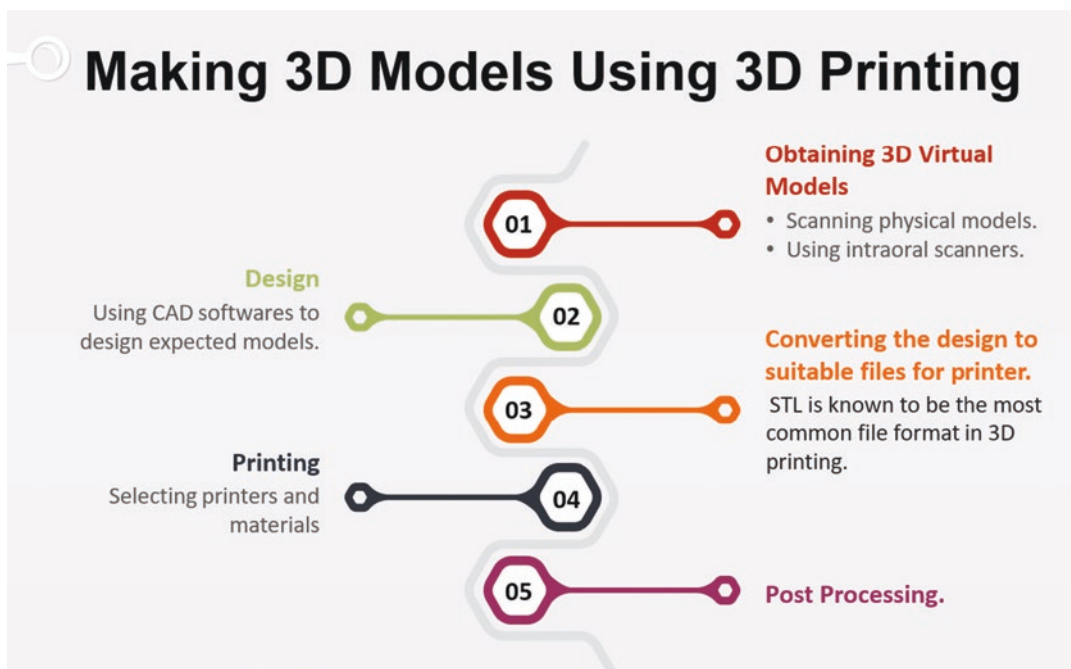 Making 3D Models Using 3D Printing
01
Obtaining 3D Virtual
Models
• Scanning physical models.
• Using intraoral scanners.
02
Design
Using CAD softwares to
design expected models.
03
Converting the design to
suitable files for printer.
STL is known to be the most
common file format in 3D
printing.
04
Printing
Selecting printers and
materials
05
Post Processing.